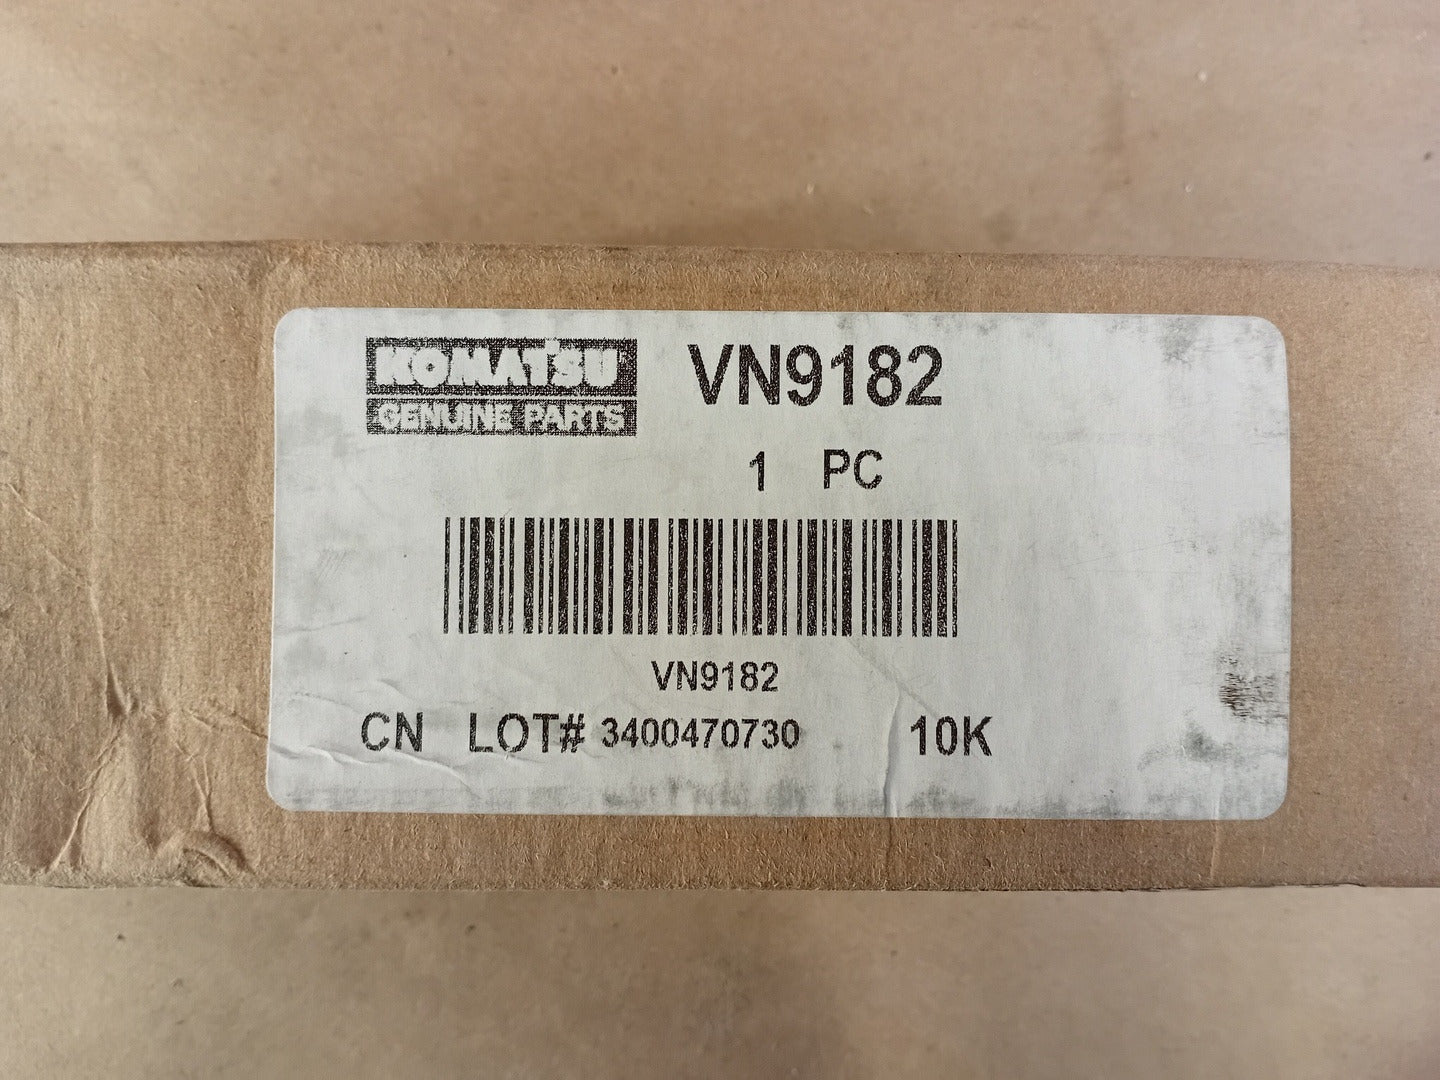 KOMATSU
GENUINE PARTS
VN9182
1 PC
VN9182
CN LOT# 3400470730 10K